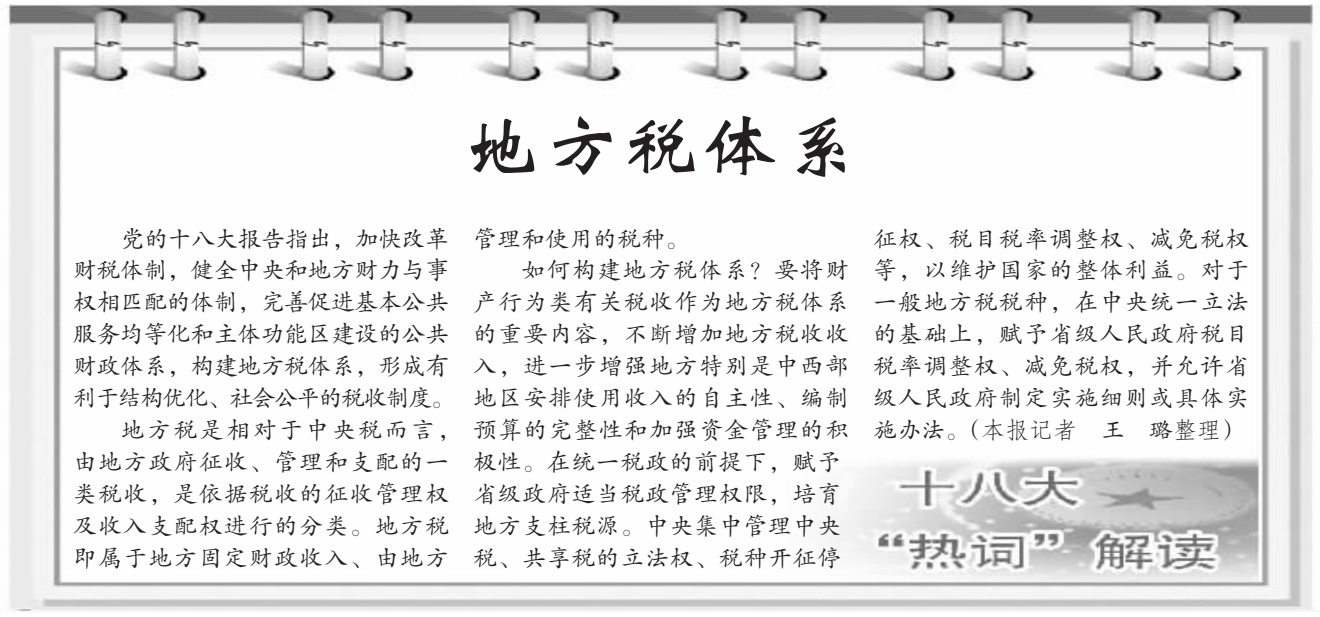 地方税体系
党的十八大报告指出，加快改革
财税体制，健全中央和地方财力与事
权相匹配的体制，完善促进基本公共
服务均等化和主体功能区建设的公共
财政体系，构建地方税体系，形成有
利于结构优化、社会公平的税收制度。
地方税是相对于中央税而言，
由地方政府征收、管理和支配的一
类税收，是依据税收的征收管理权
及收入支配权进行的分类。地方税
即属于地方固定财政收入、由地方
管理和使用的税种。
如何构建地方税体系？要将财
产行为类有关税收作为地方税体系
的重要内容，不断增加地方税收收
入，进一步增强地方特别是中西部
地区安排使用收入的自主性、编制
预算的完整性和加强资金管理的积
极性。在统一税政的前提下，赋予
省级政府适当税政管理权限，培育
地方支柱税源。中央集中管理中央
税、共享税的立法权、税种开征停
征权、税目税率调整权、减免税权
等，以维护国家的整体利益。对于
一般地方税税种，在中央统一立法
的基础上，赋予省级人民政府税目
税率调整权、减免税权，并允许省
级人民政府制定实施细则或具体实
施办法。（本报记者　王　璐整理）
十八大
“热词”解读